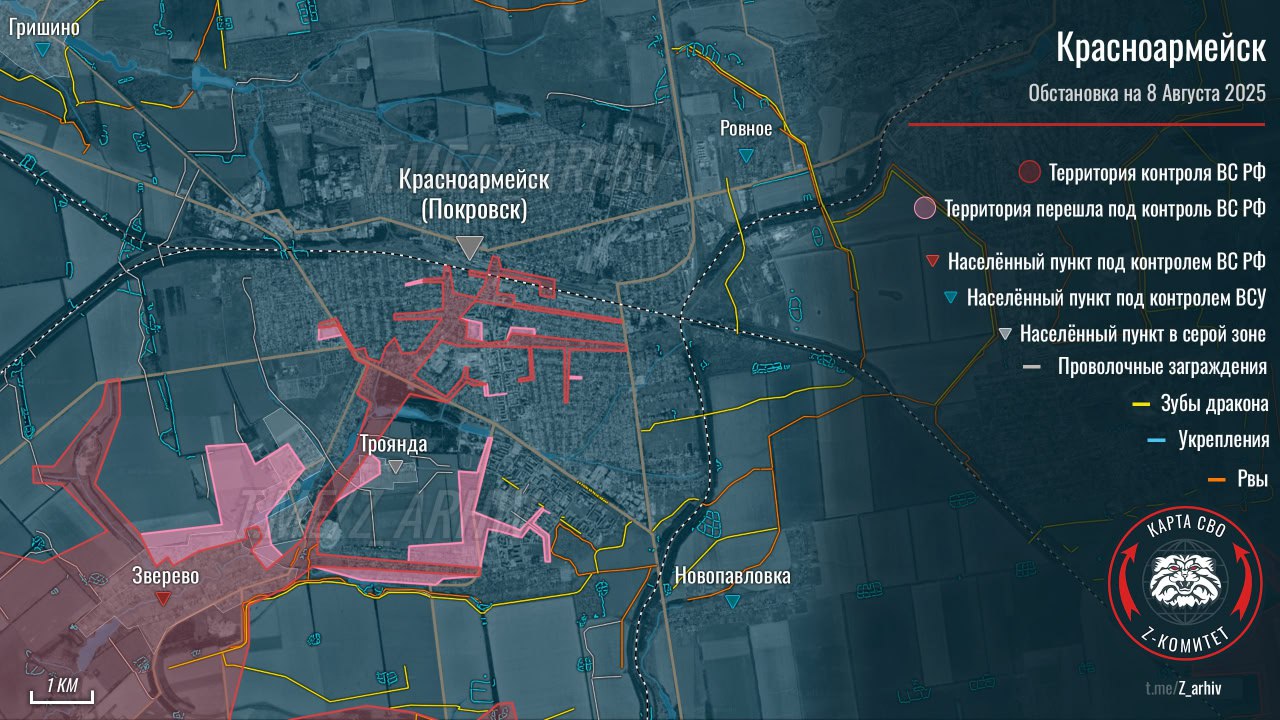 Гришино
Красноармейск
Обстановка на 8 Августа 2025
Ровное
T.ME/Z_ARHIV
Красноармейск
(Покровск)
Территория контроля ВС РФ
Территория перешла под контроль ВС РФ
Населённый пункт под контролем ВС РФ
Населённый пункт под контролем ВСУ
Населённый пункт в серой зоне
Проволочные заграждения
Зубы дракона
Укрепления
Рвы
Троянда
T.ME/Z_ARHIV
Зверево
Новопавловка
КАРТА СВО
Z-КОМИТЕТ
1 КМ
t.me/Z_arhiv